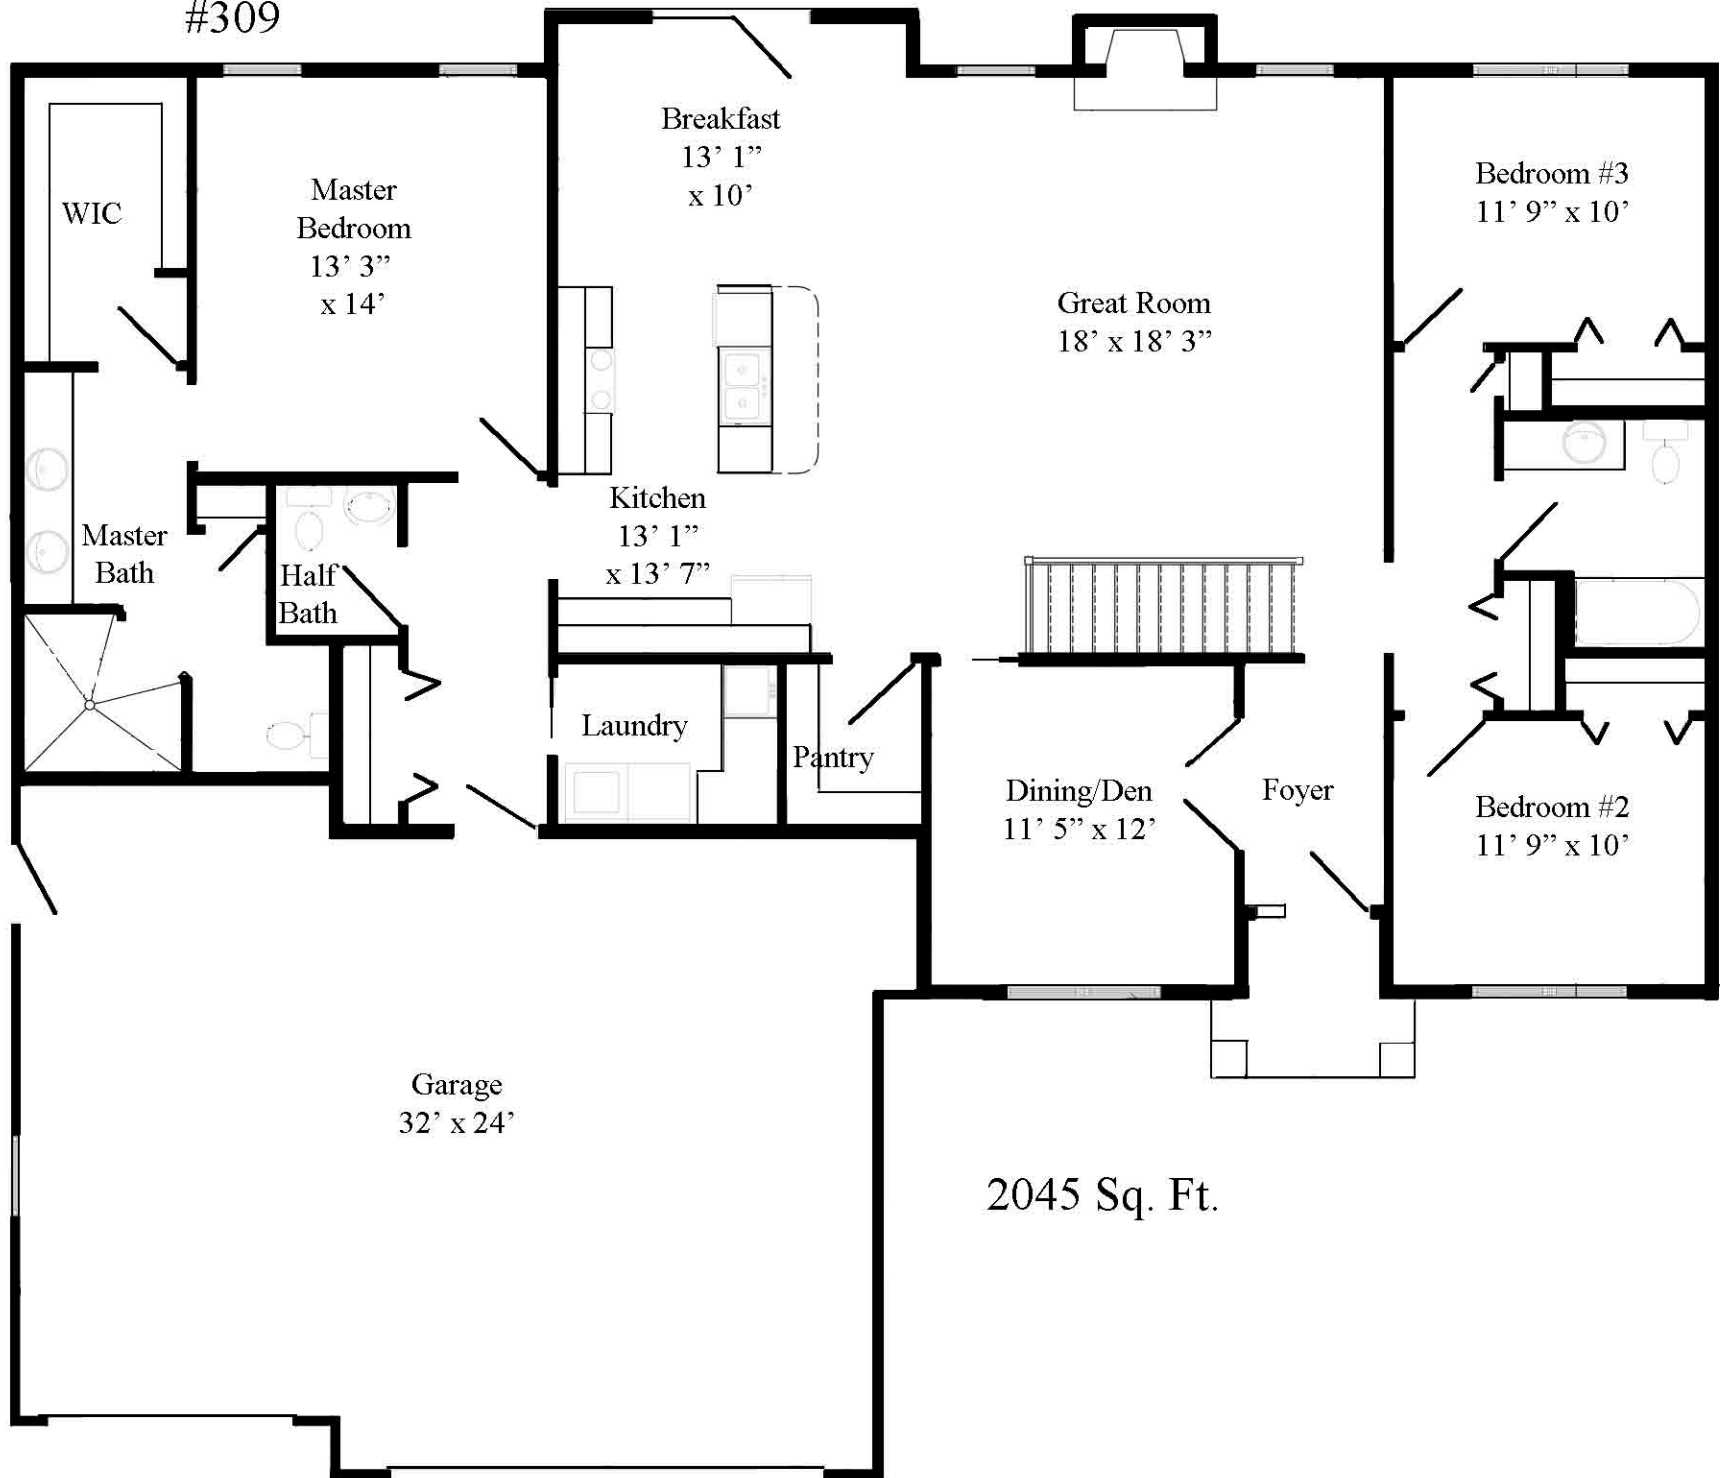 #309
Breakfast
13’ 1”
x 10’
Bedroom #3
11’ 9” x 10’
WIC
Master
Bedroom
13’ 3”
x 14’
Great Room
18’ x 18’ 3”
Kitchen
13’ 1”
x 13’ 7”
Master
Bath
Half
Bath
Laundry
Pantry
Dining/Den
11’ 5” x 12’
Foyer
Bedroom #2
11’ 9” x 10’
Garage
32’ x 24’
2045 Sq. Ft.